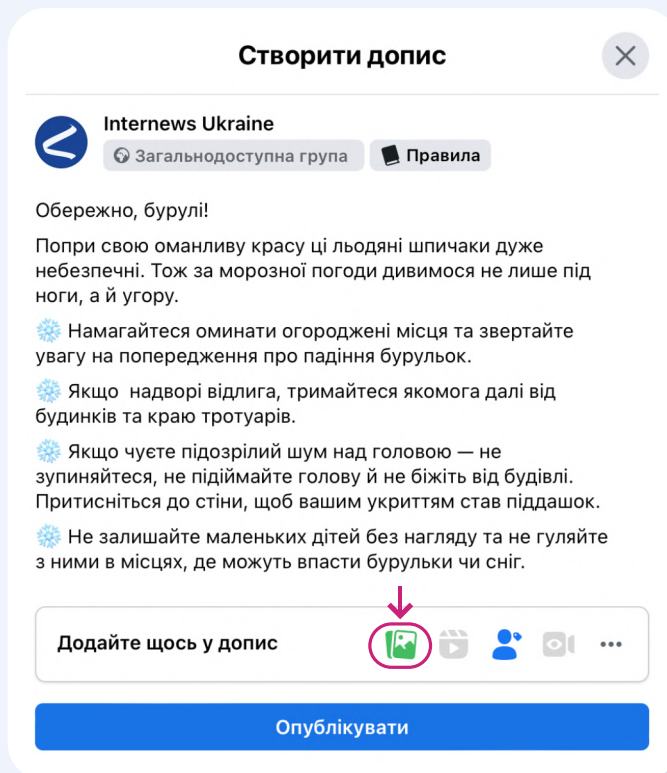 Створити допис
Internews Ukraine
Загальнодоступна група
Правила
Обережно, бурулі!
Попри свою оманливу красу ці льодяні шпичаки дуже
небезпечні. Тож за морозної погоди дивимося не лише під
ноги, а й угору.
Намагайтеся оминати огороджені місця та звертайте
увагу на попередження про падіння бурульок.
Якщо  надворі відлига, тримайтеся якомога далі від
будинків та краю тротуарів.
Якщо чуєте підозрілий шум над головою — не
зупиняйтеся, не підіймайте голову й не біжіть від будівлі.
Притисніться до стіни, щоб вашим укриттям став піддашок.
Не залишайте маленьких дітей без нагляду та не гуляйте
з ними в місцях, де можуть впасти бурульки чи сніг.
Додайте щось у допис
Опублікувати